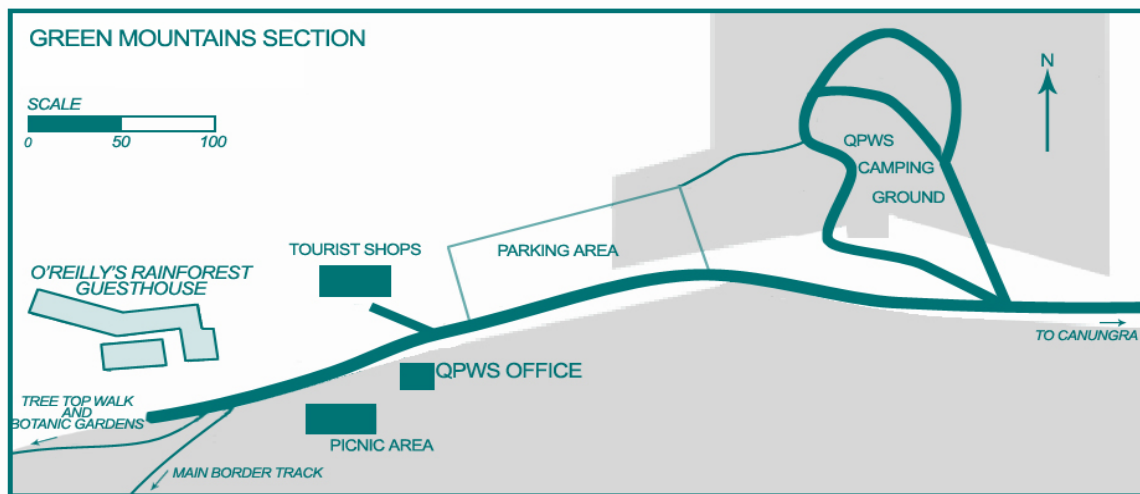 GREEN MOUNTAINS SECTION
SCALE
0 50 100
N
QPWS
CAMPING
GROUND
TOURIST SHOPS
PARKING AREA
O'REILLY'S RAINFOREST
GUESTHOUSE
TO CANUNGRA
QPWS OFFICE
TREE TOP WALK
AND
BOTANIC GARDENS
PICNIC AREA
MAIN BORDER TRACK